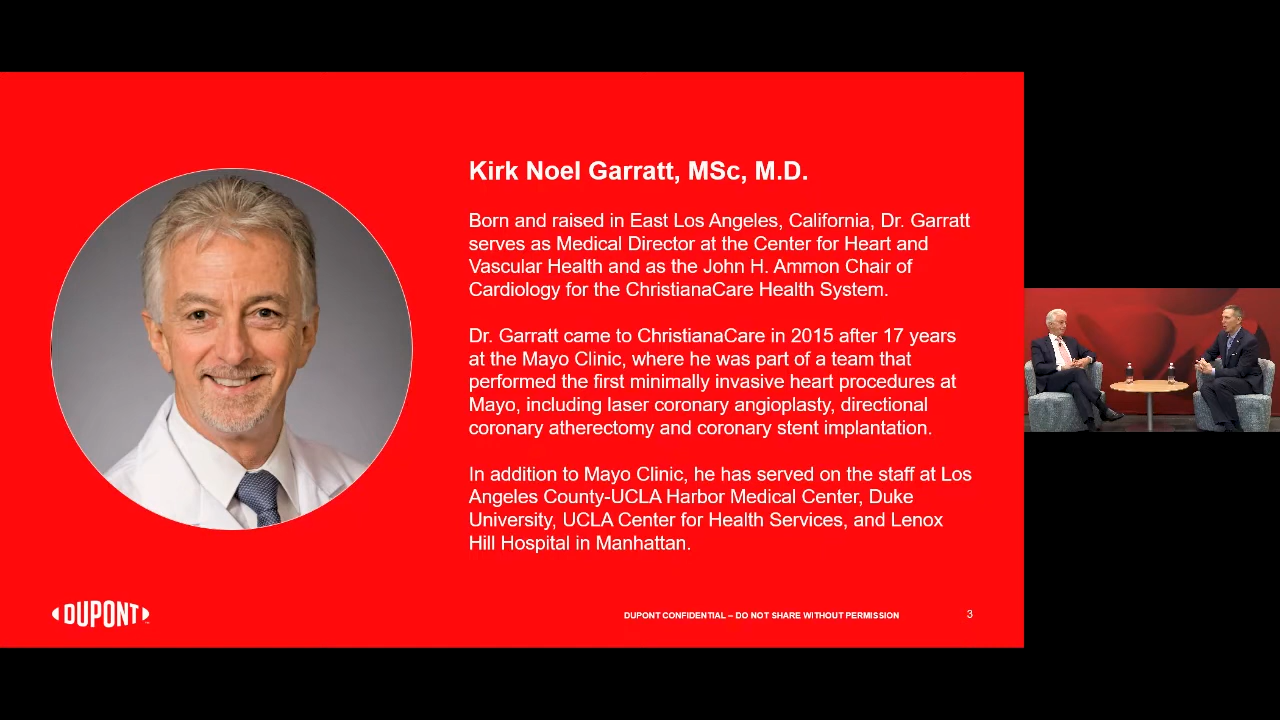 Kirk Noel Garratt, MSc, M.D.
Born and raised in East Los Angeles, California, Dr. Garratt
serves as Medical Director at the Center for Heart and
Vascular Health and as the John H. Ammon Chair of
Cardiology for the ChristianaCare Health System.
Dr. Garratt came to ChristianaCare in 2015 after 17 years
at the Mayo Clinic, where he was part of a team that
performed the first minimally invasive heart procedures at
Mayo, including laser coronary angioplasty, directional
coronary atherectomy and coronary stent implantation.
In addition to Mayo Clinic, he has served on the staff at Los
Angeles County-UCLA Harbor Medical Center, Duke
University, UCLA Center for Health Services, and Lenox
Hill Hospital in Manhattan.
DUPONT
DUPONT CONFIDENTIAL – DO NOT SHARE WITHOUT PERMISSION
3